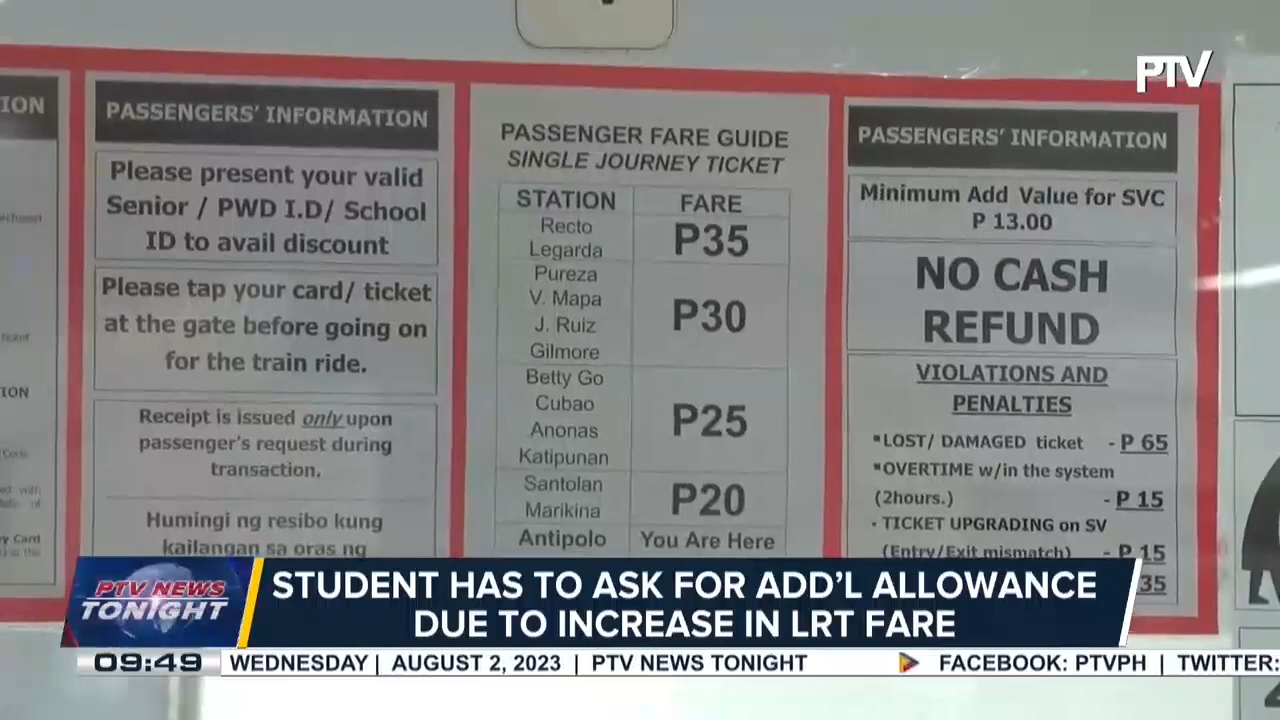 PTV
ION
PASSENGERS' INFORMATION
Please present your valid
Senior / PWD I.D/ School
ID to avail discount
Please tap your card/ ticket
at the gate before going on
for the train ride.
Receipt is issued only upon
passenger's request during
transaction.
Humingi ng resibo kung
kailangan sa oras ng
PASSENGER FARE GUIDE
SINGLE JOURNEY TICKET
STATION FARE
Recto
Legarda
P35
Pureza
V. Mapa
J. Ruiz
Gilmore
P30
Betty Go
Cubao
Anonas
Katipunan
P25
Santolan
Marikina
P20
Antipolo You Are Here
PASSENGERS' INFORMATION
Minimum Add Value for SVC
P 13.00
NO CASH
REFUND
VIOLATIONS AND
PENALTIES
*LOST/ DAMAGED ticket - P 65
*OVERTIME w/in the system
(2hours.) - P 15
- TICKET UPGRADING on SV
(Entry/Exit mismatch) - P 15
35
PTV NEWS
TONIGHT
STUDENT HAS TO ASK FOR ADD'L ALLOWANCE
DUE TO INCREASE IN LRT FARE
09:49 WEDNESDAY | AUGUST 2, 2023 | PTV NEWS TONIGHT FACEBOOK: PTVPH | TWITTER: